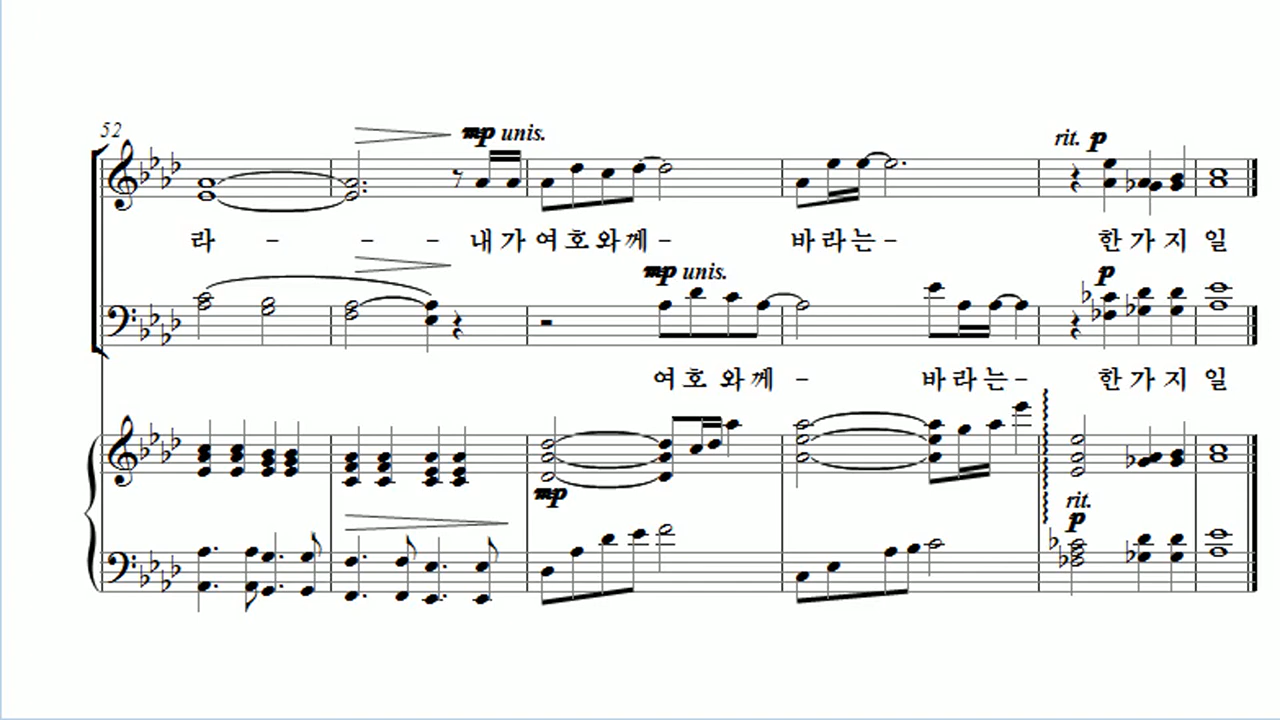 52
mp unis.
rit. p
라 - - - 내 가 여 호 와 께 - 바 라 는 - 한 가 지 일
mp unis.
p
여 호 와 께 - 바 라 는 - 한 가 지 일
mp
rit.
p